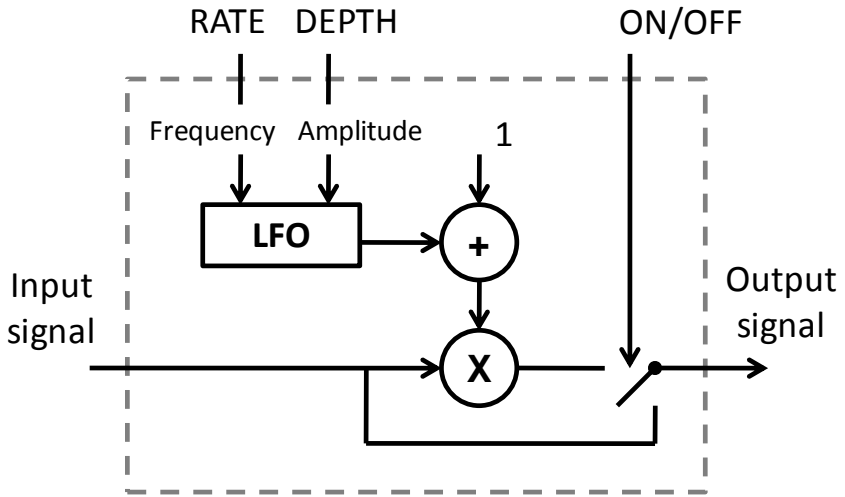 RATE DEPTH ON/OFF
Frequency Amplitude 1
LFO
+
Input
signal
Output
signal
X